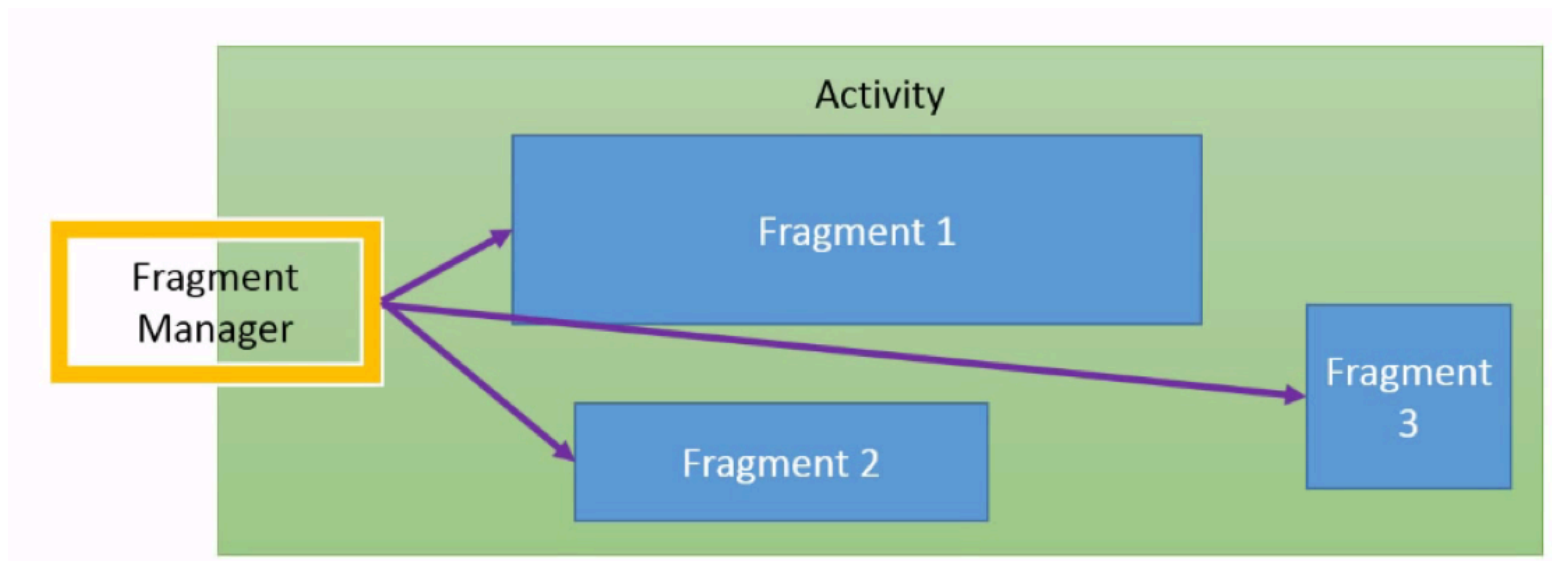 Activity
Fragment 1
Fragment
Manager
Fragment
3
Fragment 2